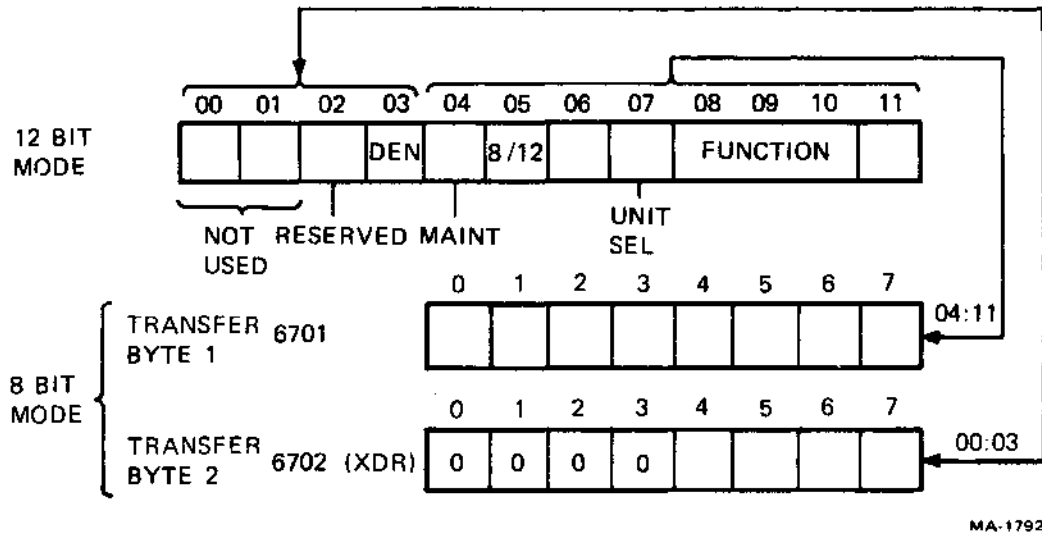 00 01 02 03 04 05 06 07 08 09 10 11
12 BIT
MODE
DEN 8/12 FUNCTION
NOT
USED
RESERVED
MAINT
UNIT
SEL
0 1 2 3 4 5 6 7
TRANSFER
BYTE 1
6701
04:11
8 BIT
MODE
0 1 2 3 4 5 6 7
TRANSFER
BYTE 2
6702 (XDR)
0 0 0 0
00:03
MA-1792